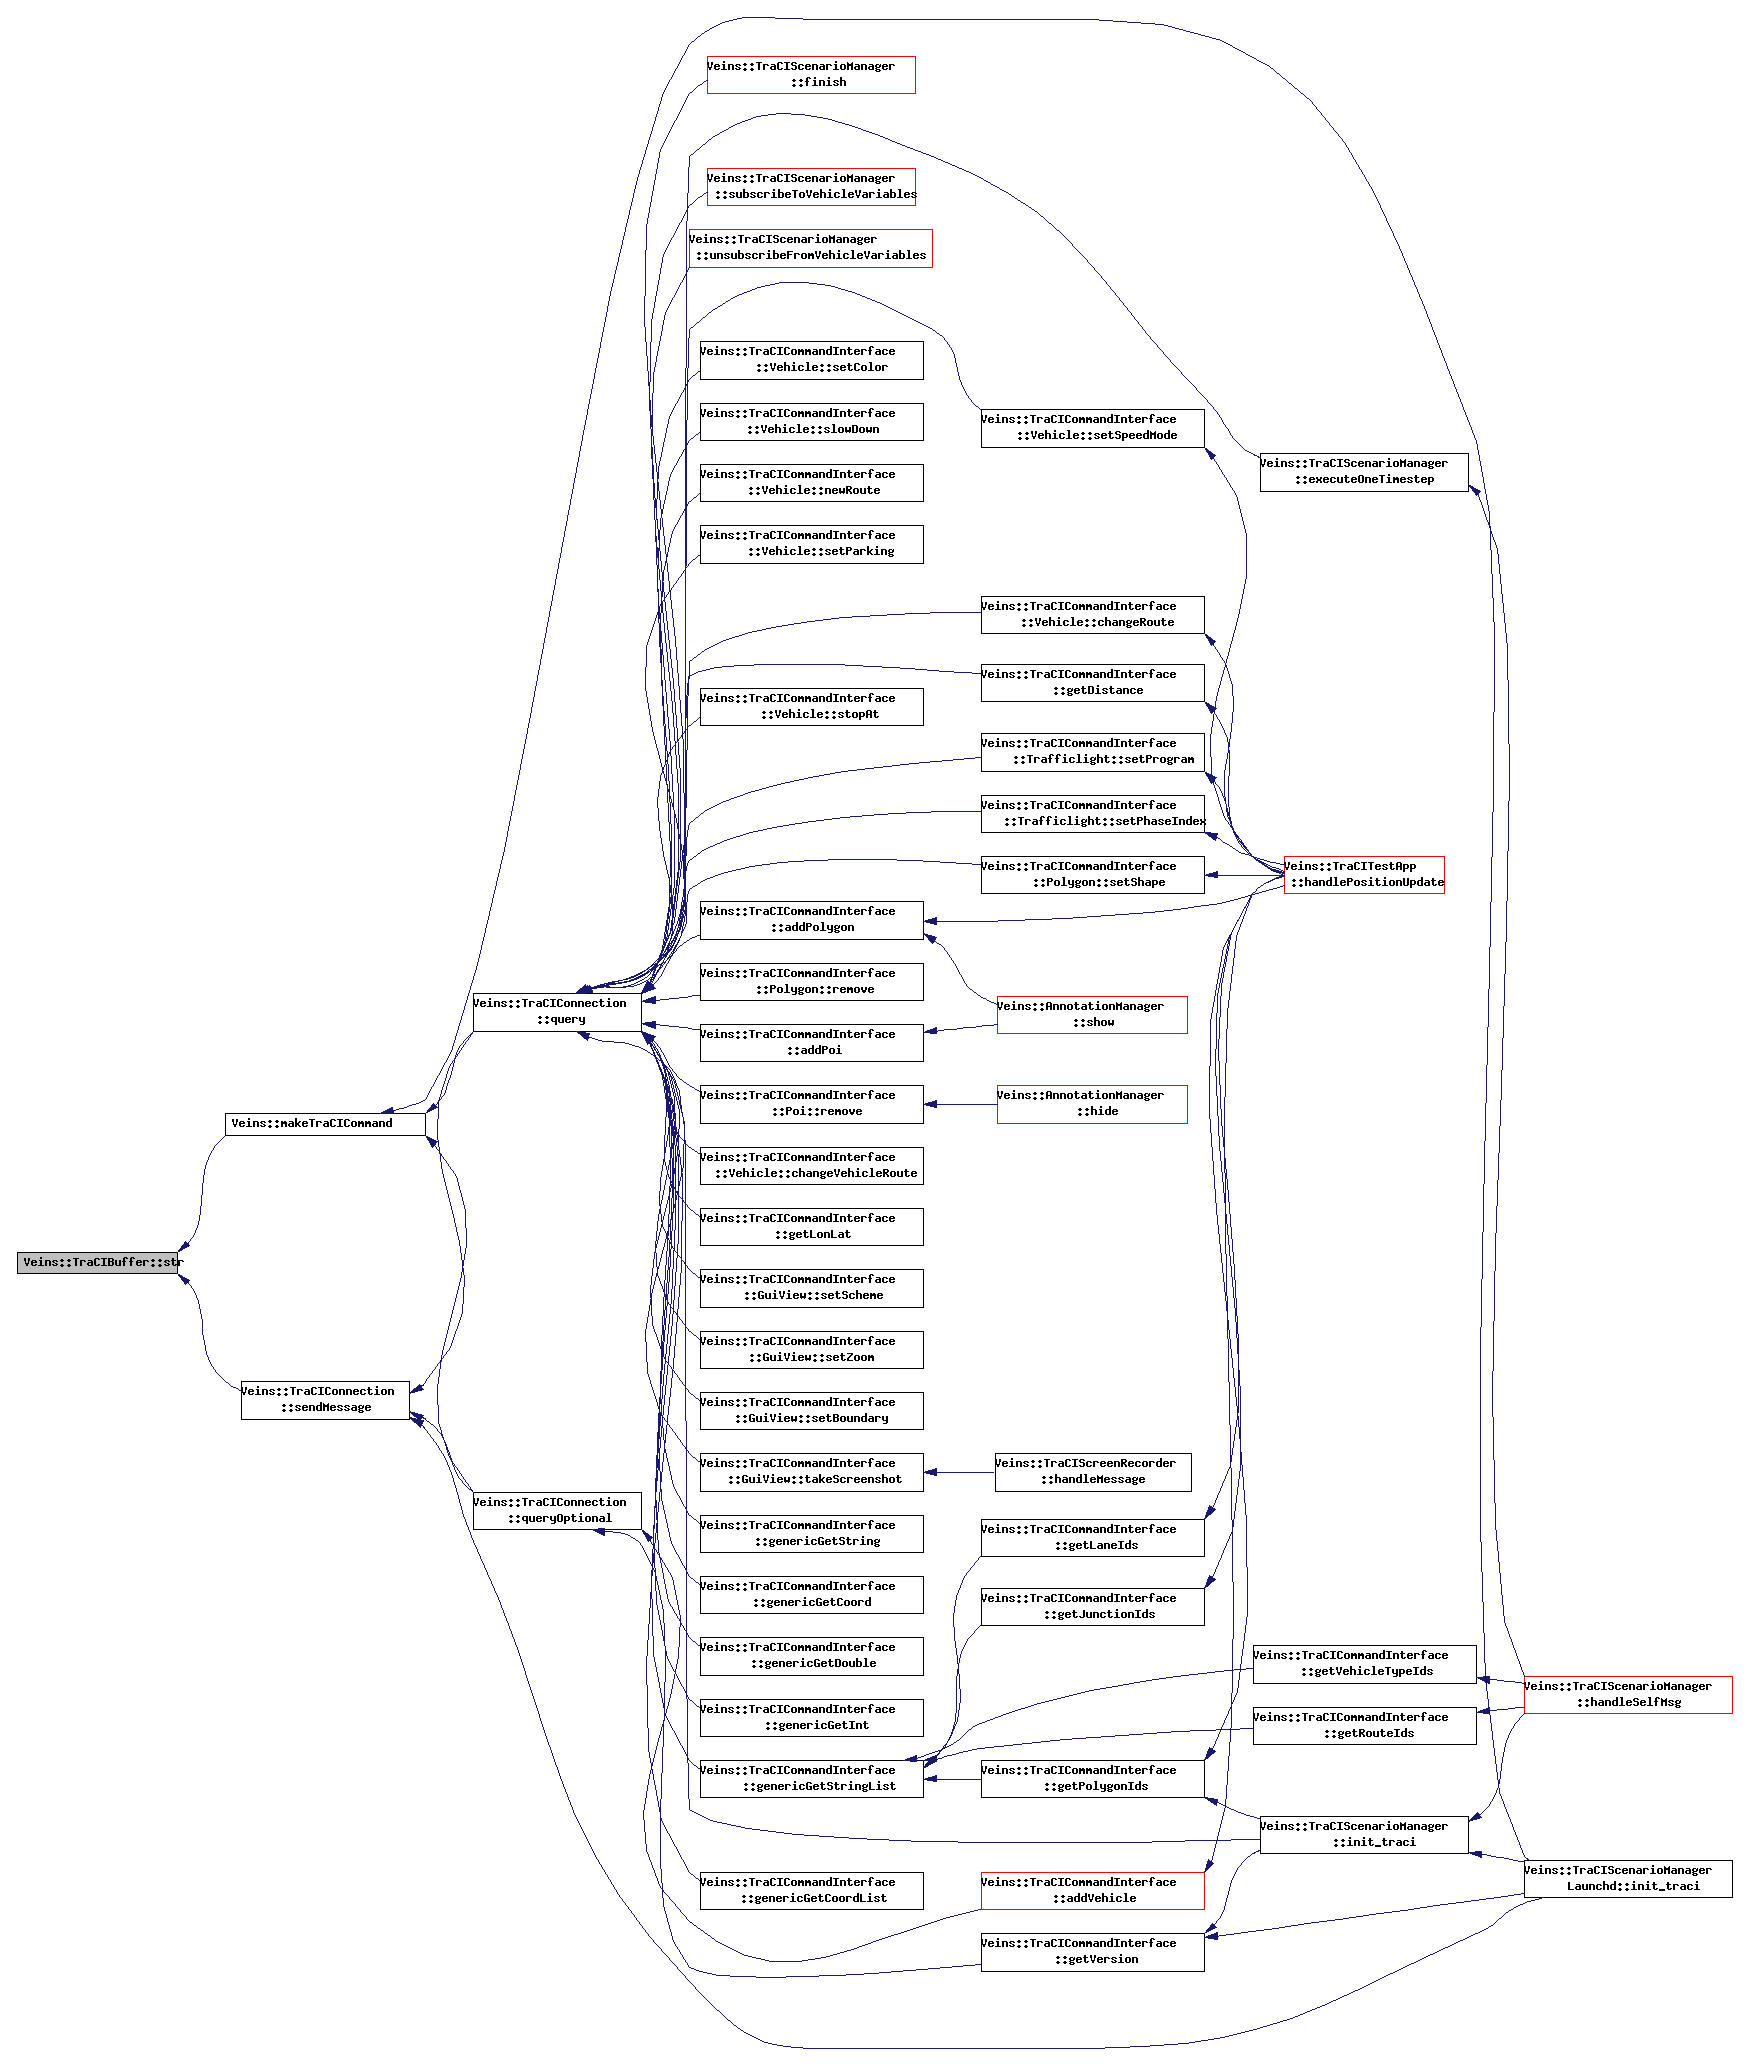 Veins::TraCIScenarioManager
::finish
Veins::TraCIScenarioManager
::subscribeToVehicleVariables
Veins::TraCIScenarioManager
::unsubscribeFromVehicleVariables
Veins::TraCICommandInterface
::Vehicle::setColor
Veins::TraCICommandInterface
::Vehicle::slowDown
Veins::TraCICommandInterface
::Vehicle::setSpeedMode
Veins::TraCIScenarioManager
::executeOneTimestep
Veins::TraCICommandInterface
::Vehicle::newRoute
Veins::TraCICommandInterface
::Vehicle::setParking
Veins::TraCICommandInterface
::Vehicle::changeRoute
Veins::TraCICommandInterface
::getDistance
Veins::TraCICommandInterface
::Vehicle::stopAt
Veins::TraCICommandInterface
::Trafficlight::setProgram
Veins::TraCICommandInterface
::Trafficlight::setPhaseIndex
Veins::TraCICommandInterface
::Polygon::setShape
Veins::TraCITestApp
::handlePositionUpdate
Veins::TraCICommandInterface
::addPolygon
Veins::TraCICommandInterface
::Polygon::remove
Veins::TraCIConnection
::query
Veins::AnnotationManager
::show
Veins::TraCICommandInterface
::addPoi
Veins::TraCICommandInterface
::Poi::remove
Veins::AnnotationManager
::hide
Veins::makeTraCICommand
Veins::TraCICommandInterface
::Vehicle::changeVehicleRoute
Veins::TraCICommandInterface
::getLonLat
Veins::TraCIBuffer::str
Veins::TraCICommandInterface
::GuiView::setScheme
Veins::TraCICommandInterface
::GuiView::setZoom
Veins::TraCIConnection
::sendMessage
Veins::TraCICommandInterface
::GuiView::setBoundary
Veins::TraCICommandInterface
::GuiView::takeScreenshot
Veins::TraCIScreenRecorder
::handleMessage
Veins::TraCIConnection
::queryOptional
Veins::TraCICommandInterface
::genericGetString
Veins::TraCICommandInterface
::getLaneIds
Veins::TraCICommandInterface
::genericGetCoord
Veins::TraCICommandInterface
::getJunctionIds
Veins::TraCICommandInterface
::genericGetDouble
Veins::TraCICommandInterface
::getVehicleTypeIds
Veins::TraCIScenarioManager
::handleSelfMsg
Veins::TraCICommandInterface
::genericGetInt
Veins::TraCICommandInterface
::getRouteIds
Veins::TraCICommandInterface
::genericGetStringList
Veins::TraCICommandInterface
::getPolygonIds
Veins::TraCIScenarioManager
::init_traci
Veins::TraCICommandInterface
::genericGetCoordList
Veins::TraCICommandInterface
::addVehicle
Veins::TraCIScenarioManager
Launchd::init_traci
Veins::TraCICommandInterface
::getVersion